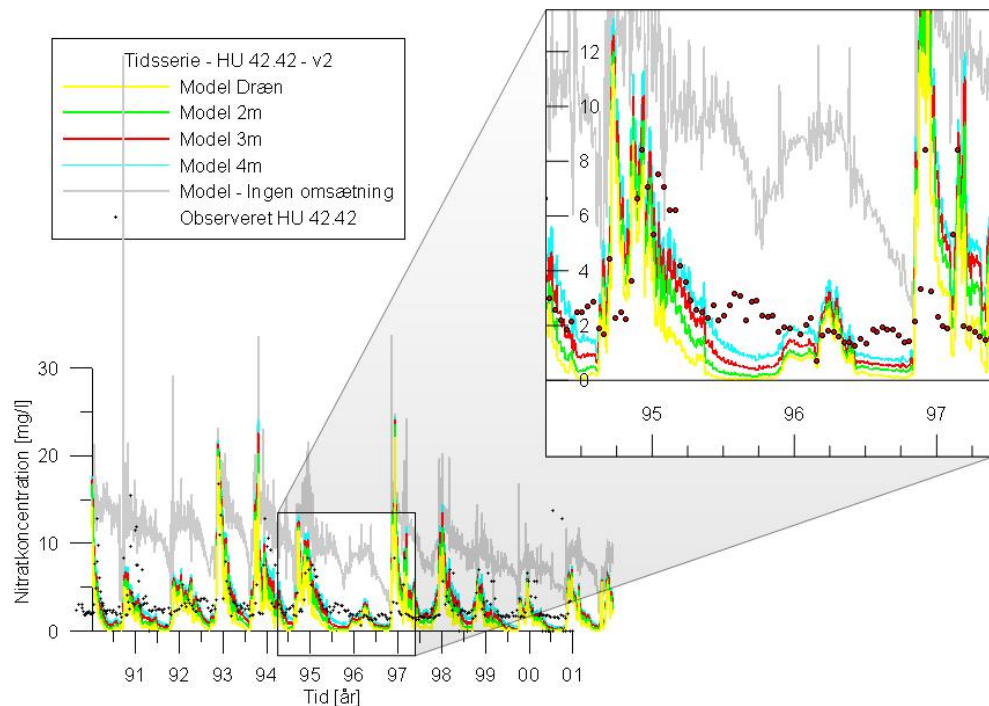 Tidsserie - HU 42.42 - v2
Model Dræn
Model 2m
Model 3m
Model 4m
Model - Ingen omsætning
Observeret HU 42.42
12
10
8
6
4
2
0
95 96 97
30
20
10
0
Nitratkoncentration [mg/l]
91 92 93 94 95 96 97 98 99 00 01
Tid [år]